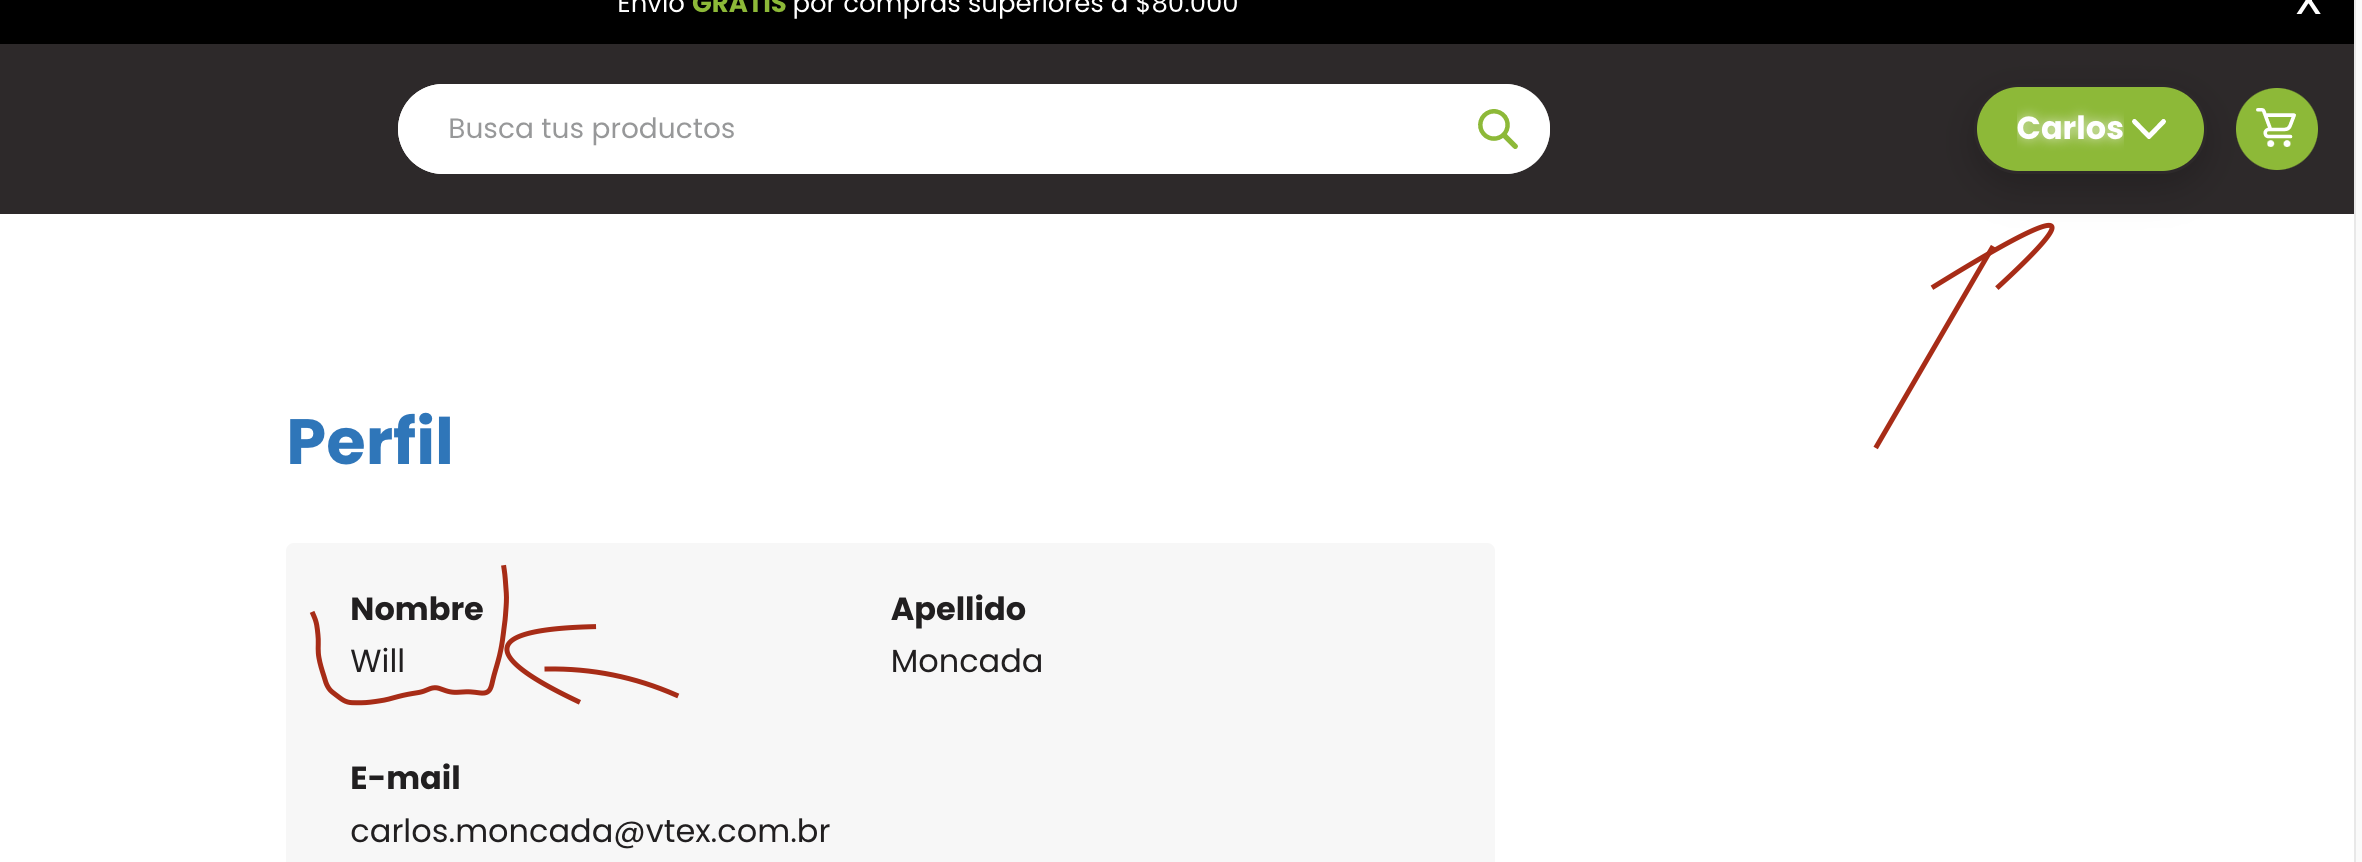 Envío GRATIS por compras superiores a $80.000
X
Busca tus productos
Carlos
Perfil
Nombre
Will
Apellido
Moncada
E-mail
carlos.moncada@vtex.com.br